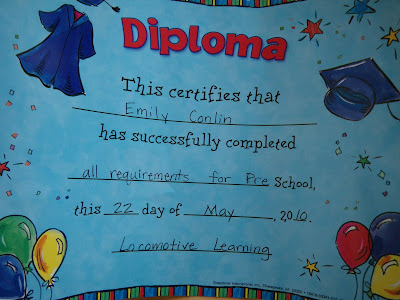 Diploma
This certifies that
Emily Conlin
has successfully completed
all requirements for Pre School,
this 22 day of May, 2010.
Locomotive Learning